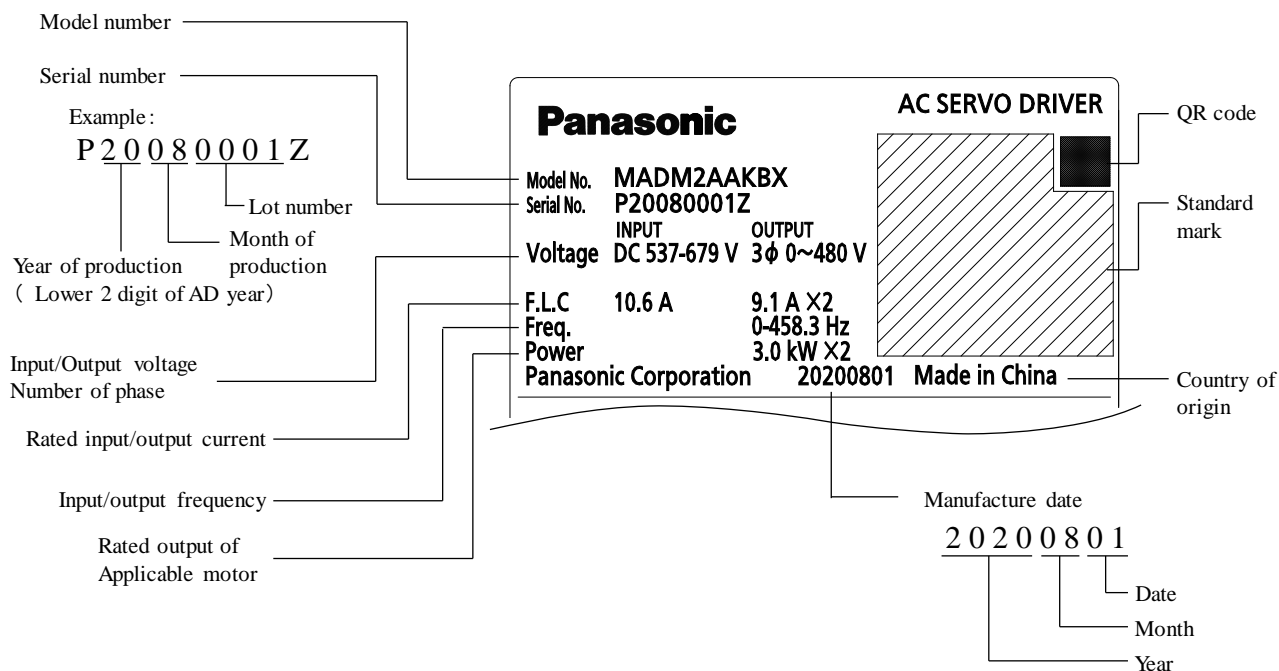 Model number
Serial number
Example:
P20080001Z
Lot number
Month of
production
Year of production
( Lower 2 digit of AD year)
Input/Output voltage
Number of phase
Rated input/output current
Input/output frequency
Rated output of
Applicable motor
Panasonic
AC SERVO DRIVER
Model No. MADM2AAKBX
Serial No. P20080001Z
INPUT OUTPUT
Voltage DC 537-679 V 3ϕ 0~480 V
F.L.C 10.6 A 9.1 A ×2
Freq. 0-458.3 Hz
Power 3.0 kW ×2
Panasonic Corporation 20200801 Made in China
QR code
Standard
mark
Country of
origin
Manufacture date
20200801
Date
Month
Year